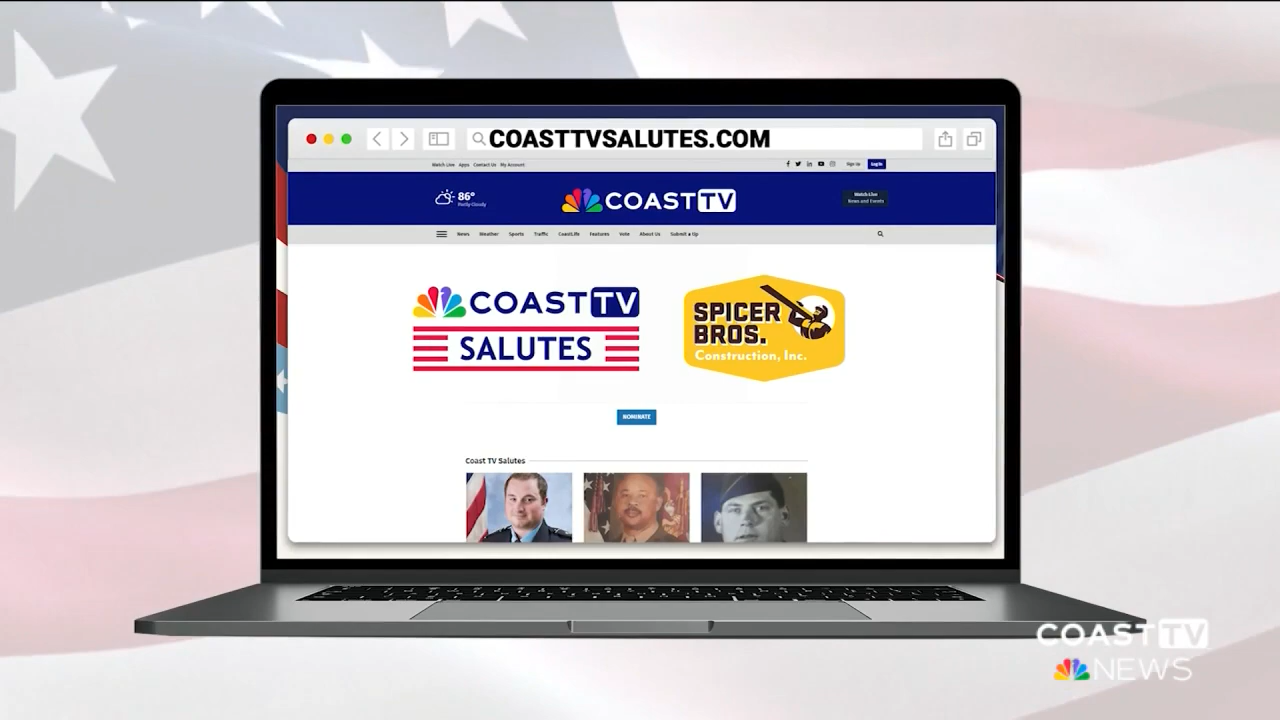 COASTTVSALUTES.COM
Watch Live Apps Contact Us My Account
Sign Up Log In
86°
Partly Cloudy
COAST TV
Watch Live
News and Events
News Weather Sports Traffic CoastLife Features Vote About Us Submit a Tip
COAST TV
SALUTES
SPICER
BROS.
Construction, Inc.
NOMINATE
Coast TV Salutes
COAST TV
NEWS